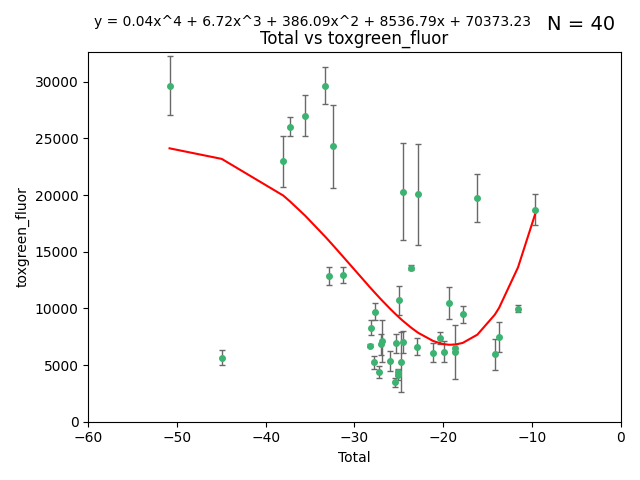 y = 0.04x^4 + 6.72x^3 + 386.09x^2 + 8536.79x + 70373.23
N = 40
Total vs toxgreen_fluor
30000
25000
20000
15000
10000
5000
0
toxgreen_fluor
−60
−50
−40
−30
−20
−10
0
Total